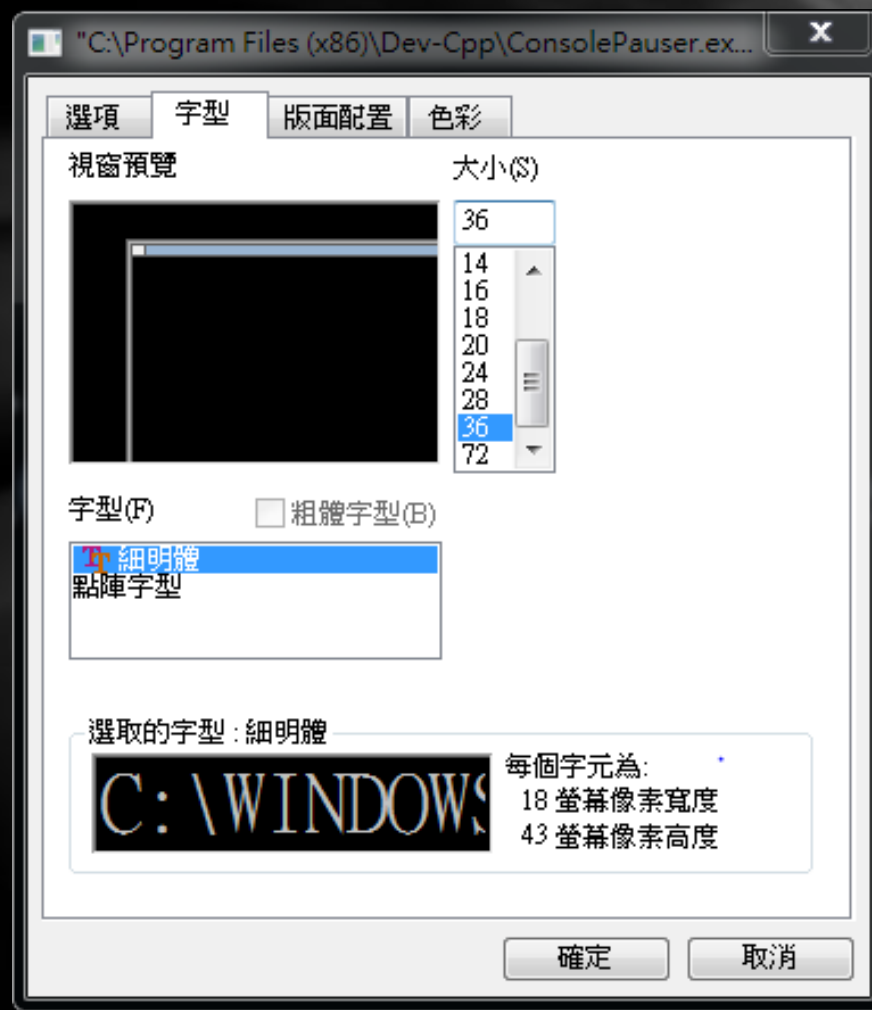 "C:\Program Files (x86)\Dev-Cpp\ConsolePauser.ex...
選項 字型 版面配置 色彩
視窗預覽
大小(S)
36
14
16
18
20
24
28
36
72
字型(F)
粗體字型(B)
細明體
點陣字型
選取的字型 : 細明體
C:\WINDOWS
每個字元為:
18 螢幕像素寬度
43 螢幕像素高度
確定 取消